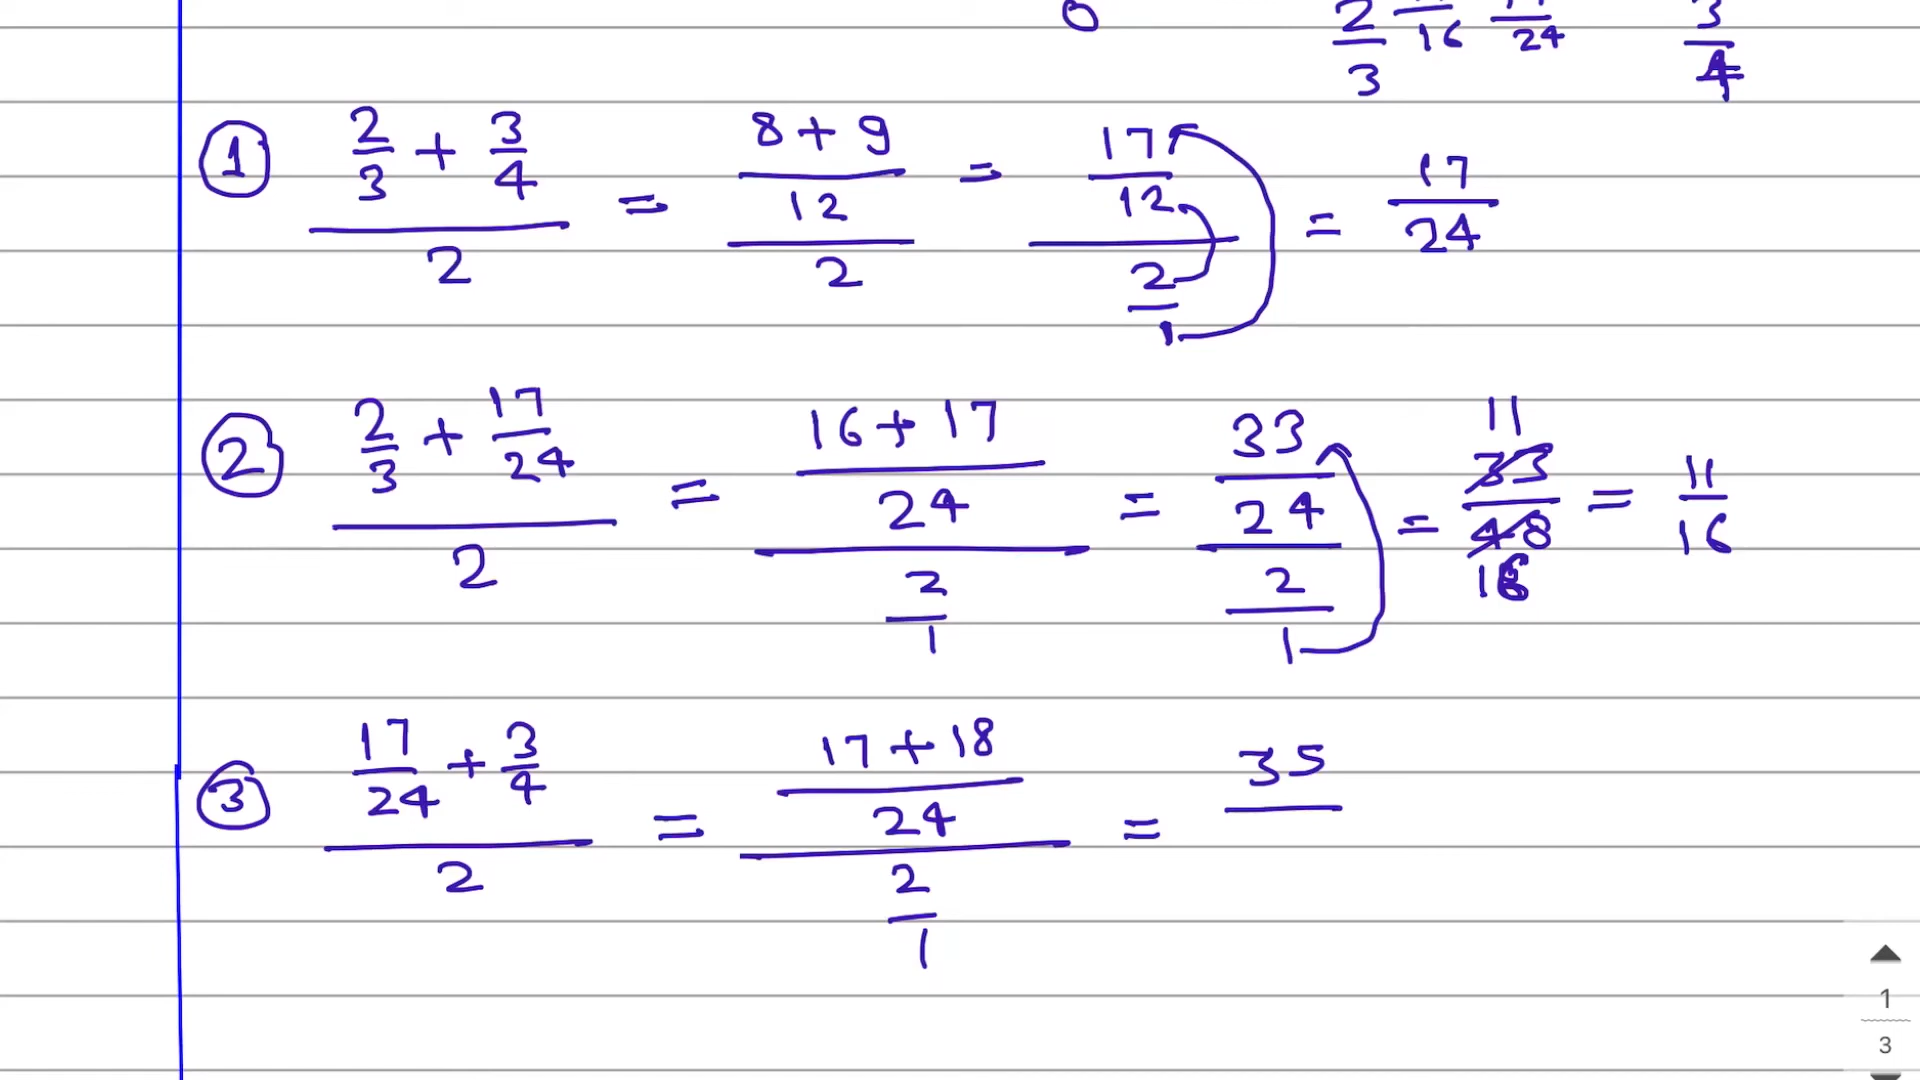 0 2/3 11/16 17/24 3/4
① (2/3 + 3/4)/2 = ((8 + 9)/12)/2 = (17/12)/(2/1) = 17/24
② (2/3 + 17/24)/2 = ((16 + 17)/24)/(2/1) = (33/24)/(2/1) = 11 33/48 16 = 11/16
③ (17/24 + 3/4)/2 = ((17 + 18)/24)/(2/1) = 35
1
3